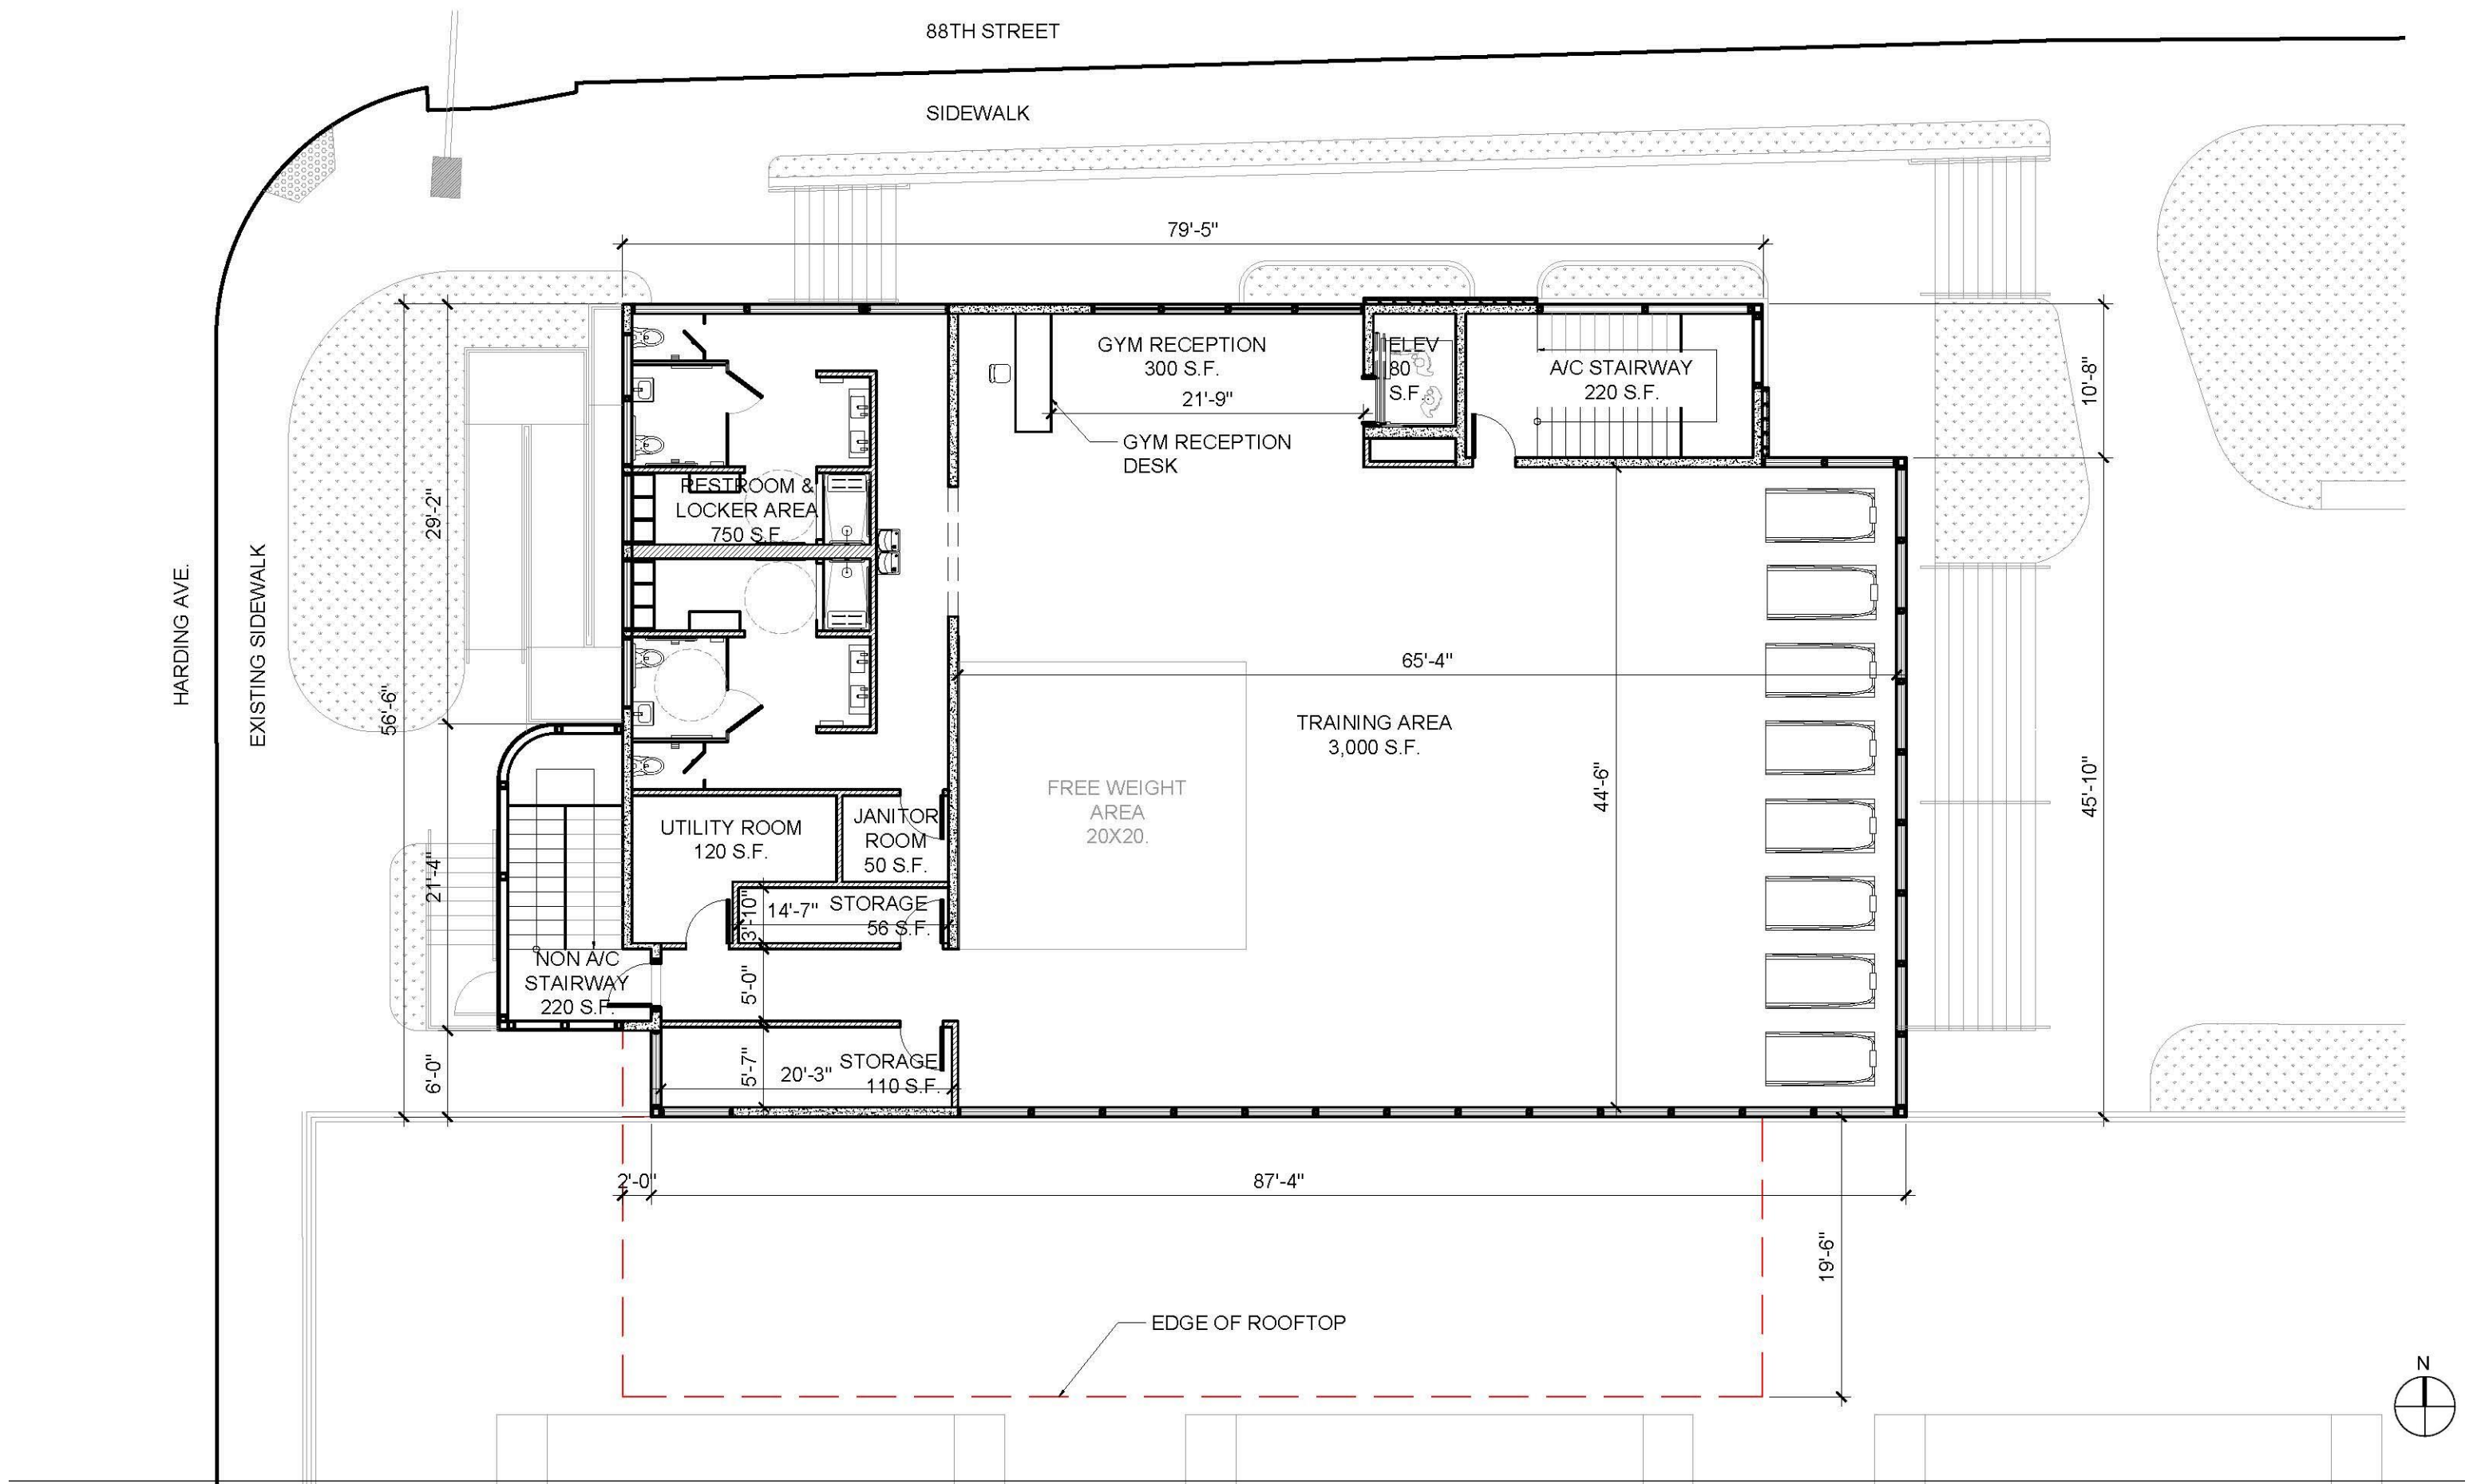 88TH STREET
SIDEWALK
79'-5"
GYM RECEPTION
300 S.F.
21'-9"
ELEV
80
S.F.
A/C STAIRWAY
220 S.F.
10'-8"
GYM RECEPTION
DESK
RESTROOM &
LOCKER AREA
750 S.F.
29'-2"
HARDING AVE.
EXISTING SIDEWALK
56'-6"
65'-4"
TRAINING AREA
3,000 S.F.
44'-6"
45'-10"
FREE WEIGHT
AREA
20X20.
UTILITY ROOM
120 S.F.
JANITOR
ROOM
50 S.F.
21'-4"
3'-10"
14'-7"
STORAGE
56 S.F.
NON A/C
STAIRWAY
220 S.F.
5'-0"
6'-0"
5'-7"
20'-3"
STORAGE
110 S.F.
2'-0"
87'-4"
19'-6"
EDGE OF ROOFTOP
N